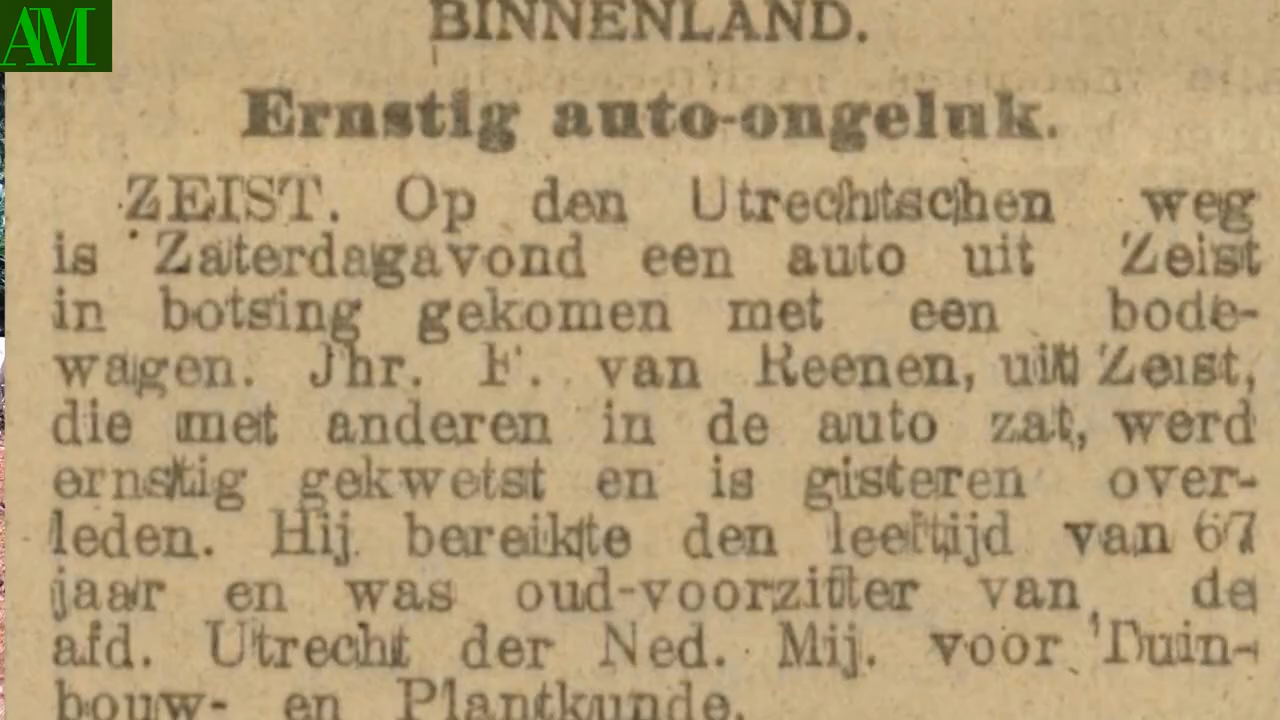 AM
BINNENLAND.
Ernstig auto-ongeluk.
ZEIST. Op den Utrechtschen weg
is Zaterdagavond een auto uit Zeist
in botsing gekomen met een bode-
wagen. Jhr. F. van Reenen, uit Zeist,
die met anderen in de auto zat, werd
ernstig gekwetst en is gisteren over-
leden. Hij bereikte den leeftijd van 67
jaar en was oud-voorzitter van de
afd. Utrecht der Ned. Mij. voor Tuin-
bouw- en Plantkunde.